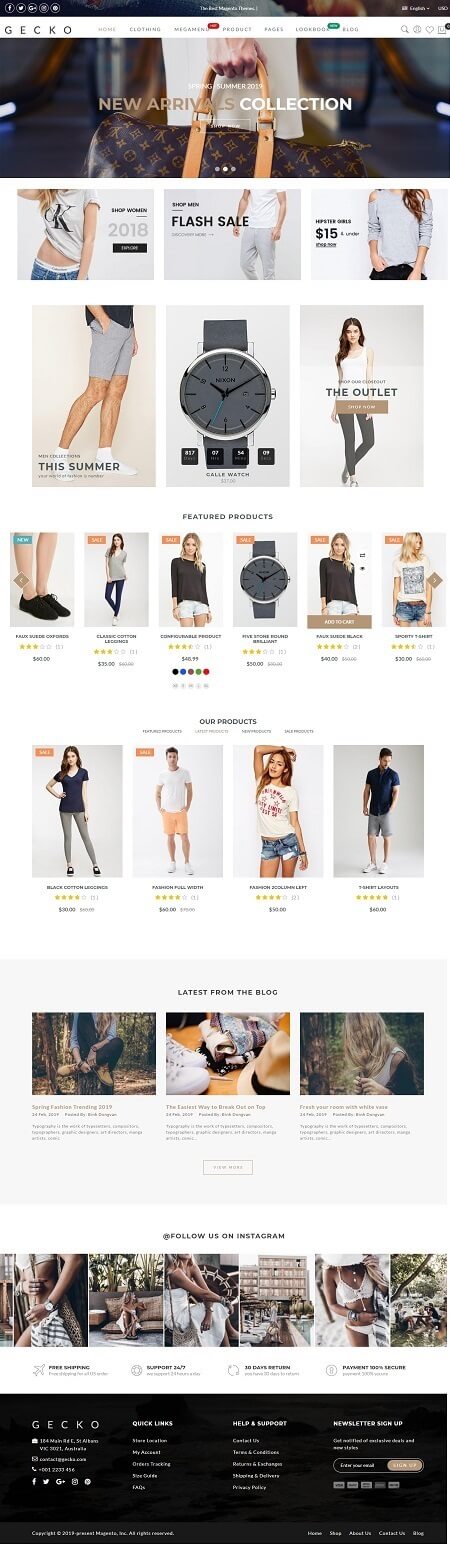 The Best Magento Themes. |
English
USD
GECKO
HOME
CLOTHING
MEGAMENU
HOT
PRODUCT
PAGES
LOOKBOOK
NEW
BLOG
SPRING - SUMMER 2019
NEW ARRIVALS COLLECTION
SHOP NOW
CK
SHOP WOMEN
2018
EXPLORE
SHOP MEN
FLASH SALE
DISCOVERY MORE
HIPSTER GIRLS
$15 & under
shop now
MEN COLLECTIONS
THIS SUMMER
your world of fashion is number
NIXON
817 07 54 09
Days Hrs Mins Secs
GALLE WATCH
$37.00
SHOP OUR CLOSEOUT
THE OUTLET
SHOP NOW
FEATURED PRODUCTS
NEW
FAUX SUEDE OXFORDS
(1)
$60.00
SALE
CLASSIC COTTON
LEGGINGS
(1)
$35.00 $60.00
SALE
CONFIGURABLE PRODUCT
(1)
$48.99
SALE
FIVE STONE ROUND
BRILLIANT
(1)
SALE
ADD TO CART
FAUX SUEDE BLACK
(2)
$40.00 $50.00
SALE
SPORTY T-SHIRT
(1)
$30.00 $60.00
OUR PRODUCTS
FEATURED PRODUCTS
LATEST PRODUCTS
NEW PRODUCTS
SALE PRODUCTS
SALE
BLACK COTTON LEGGINGS
(1)
$30.00 $60.00
SALE
FASHION FULL WIDTH
(1)
$60.00 $70.00
FASHION 2COLUMN LEFT
(2)
$50.00
T-SHIRT LAYOUTS
(1)
$60.00
LATEST FROM THE BLOG
Spring Fashion Trending 2019
24 Feb, 2019 Posted By: Binh Dongvan
Typography is the work of typesetters, compositors,
typographers, graphic designers, art directors, manga
artists, comic
The Easiest Way to Break Out on Top
24 Feb, 2019 Posted By: Binh Dongvan
Typography is the work of typesetters, compositors,
typographers, graphic designers, art directors, manga
artists, comic...
Fresh your room with white vase
24 Feb, 2019 Posted By: Binh Dongvan
Typography is the work of typesetters, compositors,
typographers, graphic designers, art directors, manga
artists, comic...
VIEW MORE
@FOLLOW US ON INSTAGRAM
FREE SHIPPING
Free shipping for all US order
SUPPORT 24/7
we support 24 hours a day
30 DAYS RETURN
you have 30 days to return
PAYMENT 100% SECURE
payment 100% secure
GECKO
184 Main Rd E, St Albans
VIC 3021, Australia
contact@gecko.com
+001 2233 456
QUICK LINKS
Store Location
My Account
Orders Tracking
Size Guide
FAQs
HELP & SUPPORT
Contact Us
Terms & Conditions
Returns & Exchanges
Shipping & Delivery
Privacy Policy
NEWSLETTER SIGN UP
Get notified of exclusive deals and
new styles
Enter your email
SIGN UP
Copyright © 2019-present Magento, Inc. All rights reserved.
Home
Shop
About Us
Contact Us
Blog